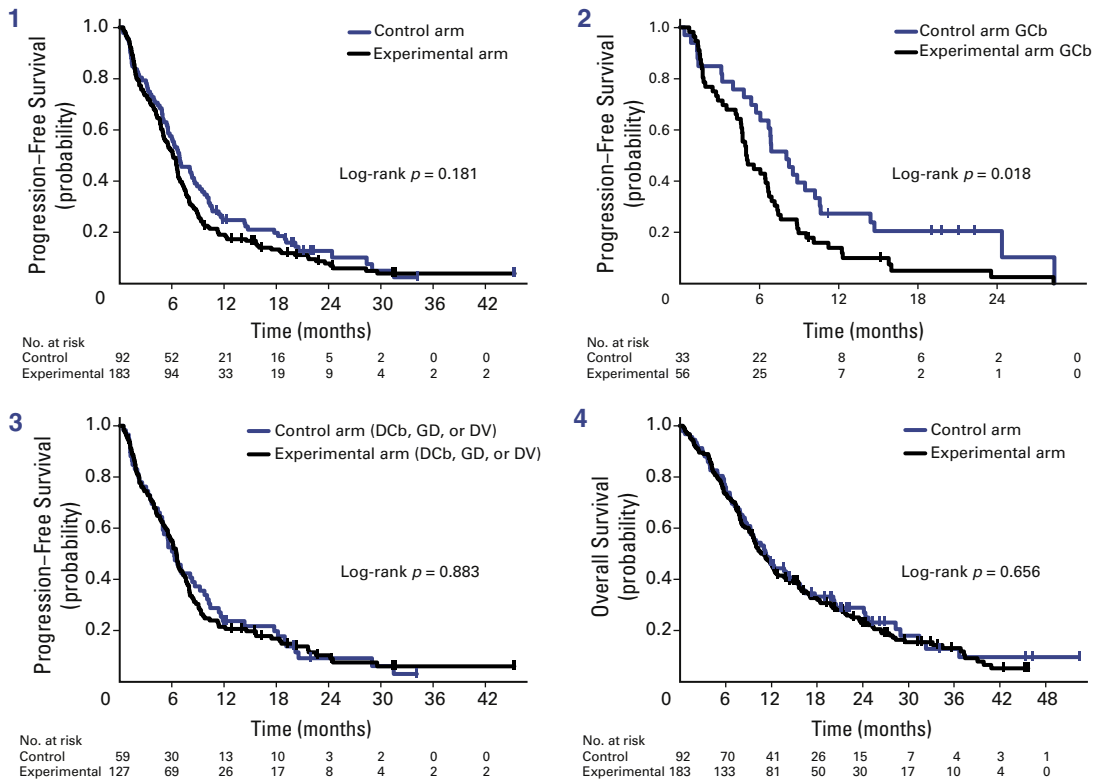 1
Control arm
Experimental arm
Progression–Free Survival
(probability)
1.0
0.8
0.6
0.4
0.2
0
Log-rank p = 0.181
6 12 18 24 30 36 42
Time (months)
No. at risk
Control 92 52 21 16 5 2 0 0
Experimental 183 94 33 19 9 4 2 2
2
Control arm GCb
Experimental arm GCb
Progression–Free Survival
(probability)
1.0
0.8
0.6
0.4
0.2
0
Log-rank p = 0.018
6 12 18 24
Time (months)
No. at risk
Control 33 22 8 6 2 0
Experimental 56 25 7 2 1 0
3
Control arm (DCb, GD, or DV)
Experimental arm (DCb, GD, or DV)
Progression–Free Survival
(probability)
1.0
0.8
0.6
0.4
0.2
0
Log-rank p = 0.883
6 12 18 24 30 36 42
Time (months)
No. at risk
Control 59 30 13 10 3 2 0 0
Experimental 127 69 26 17 8 4 2 2
4
Control arm
Experimental arm
Overall Survival
(probability)
1.0
0.8
0.6
0.4
0.2
0
Log-rank p = 0.656
6 12 18 24 30 36 42 48
Time (months)
No. at risk
Control 92 70 41 26 15 7 4 3 1
Experimental 183 133 81 50 30 17 10 4 0